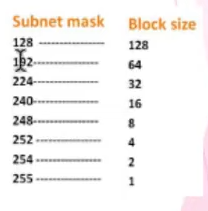 Subnet mask Block size
128 ----------------- 128
192----------------- 64
224----------------- 32
240----------------- 16
248----------------- 8
252 ----------------- 4
254 ----------------- 2
255 ----------------- 1